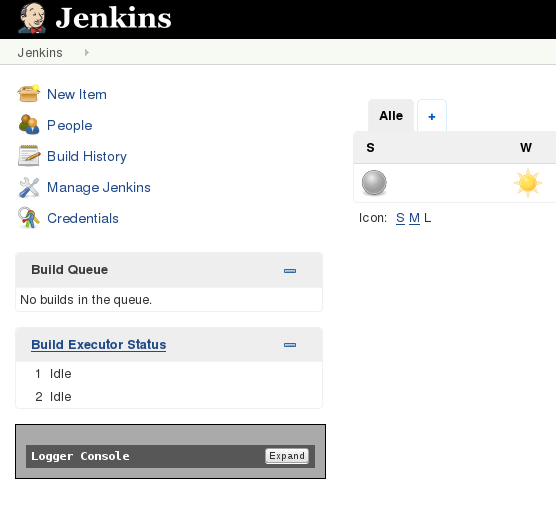 Jenkins
Jenkins
New Item
People
Build History
Manage Jenkins
Credentials
Build Queue
No builds in the queue.
Build Executor Status
1 Idle
2 Idle
Logger Console Expand
Alle +
S W
Icon: S M L